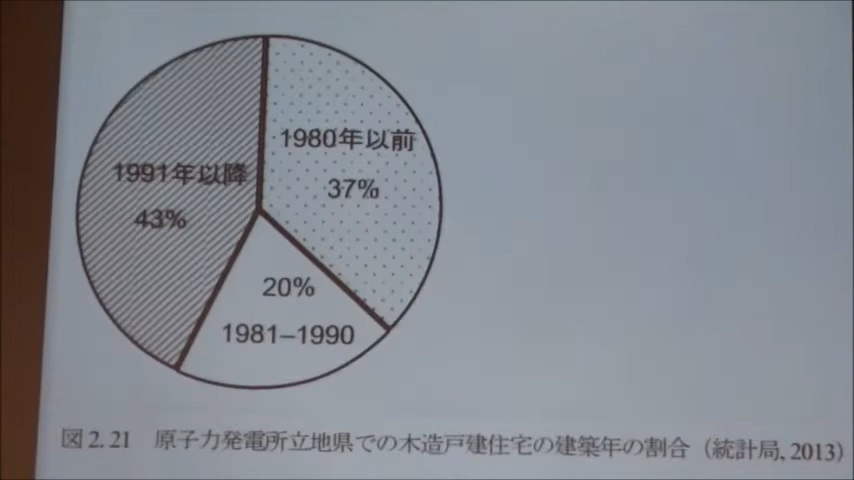 1980年以前
37%
1991年以降
43%
20%
1981–1990
図2.21 原子力発電所立地県での木造戸建住宅の建築年の割合（統計局, 2013）